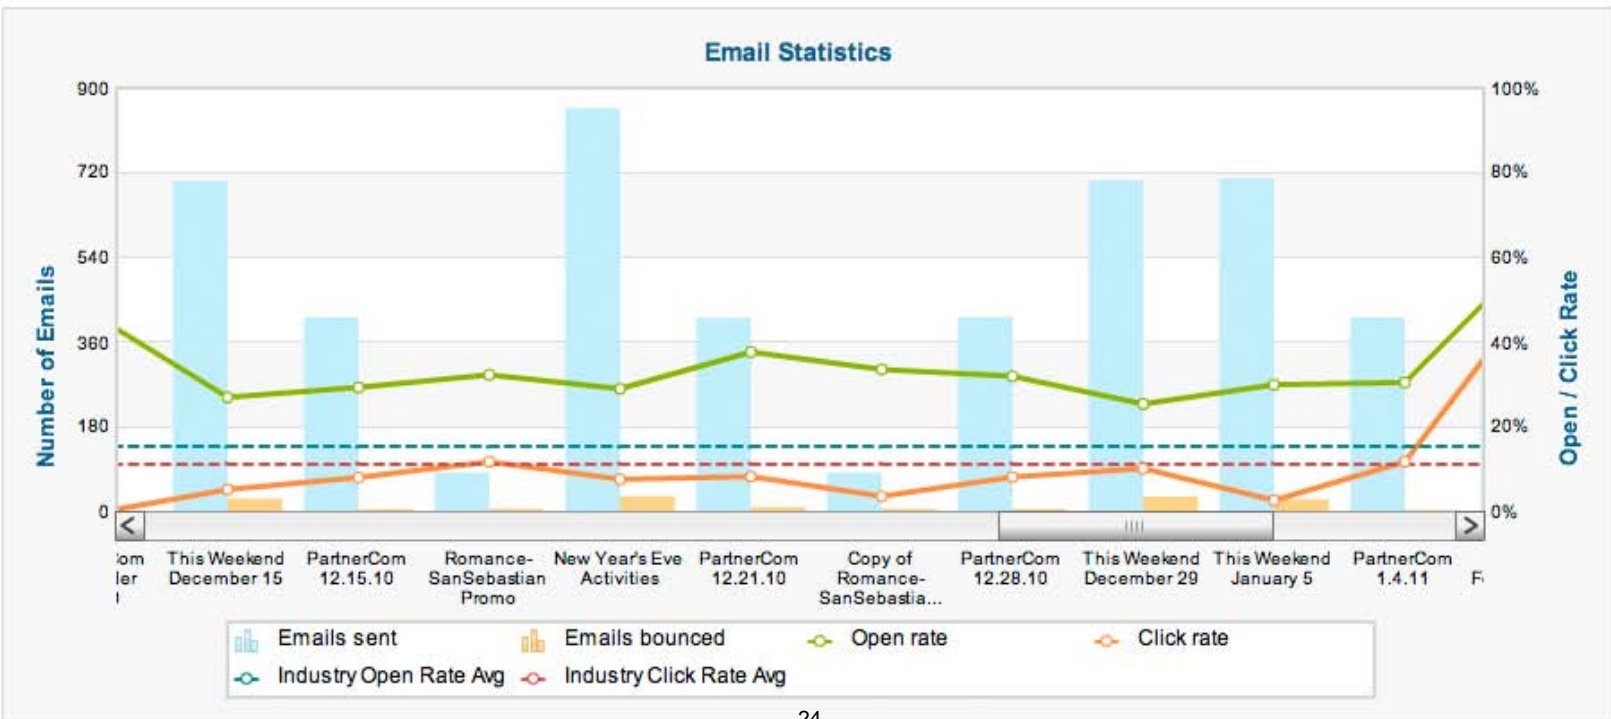 Email Statistics
900
720
540
360
180
0
Number of Emails
100%
80%
60%
40%
20%
0%
Open / Click Rate
This Weekend
December 15
PartnerCom
12.15.10
Romance-
SanSebastian
Promo
New Year's Eve
Activities
PartnerCom
12.21.10
Copy of
Romance-
SanSebastia...
PartnerCom
12.28.10
This Weekend
December 29
This Weekend
January 5
PartnerCom
1.4.11
Emails sent
Emails bounced
Open rate
Click rate
Industry Open Rate Avg
Industry Click Rate Avg
24